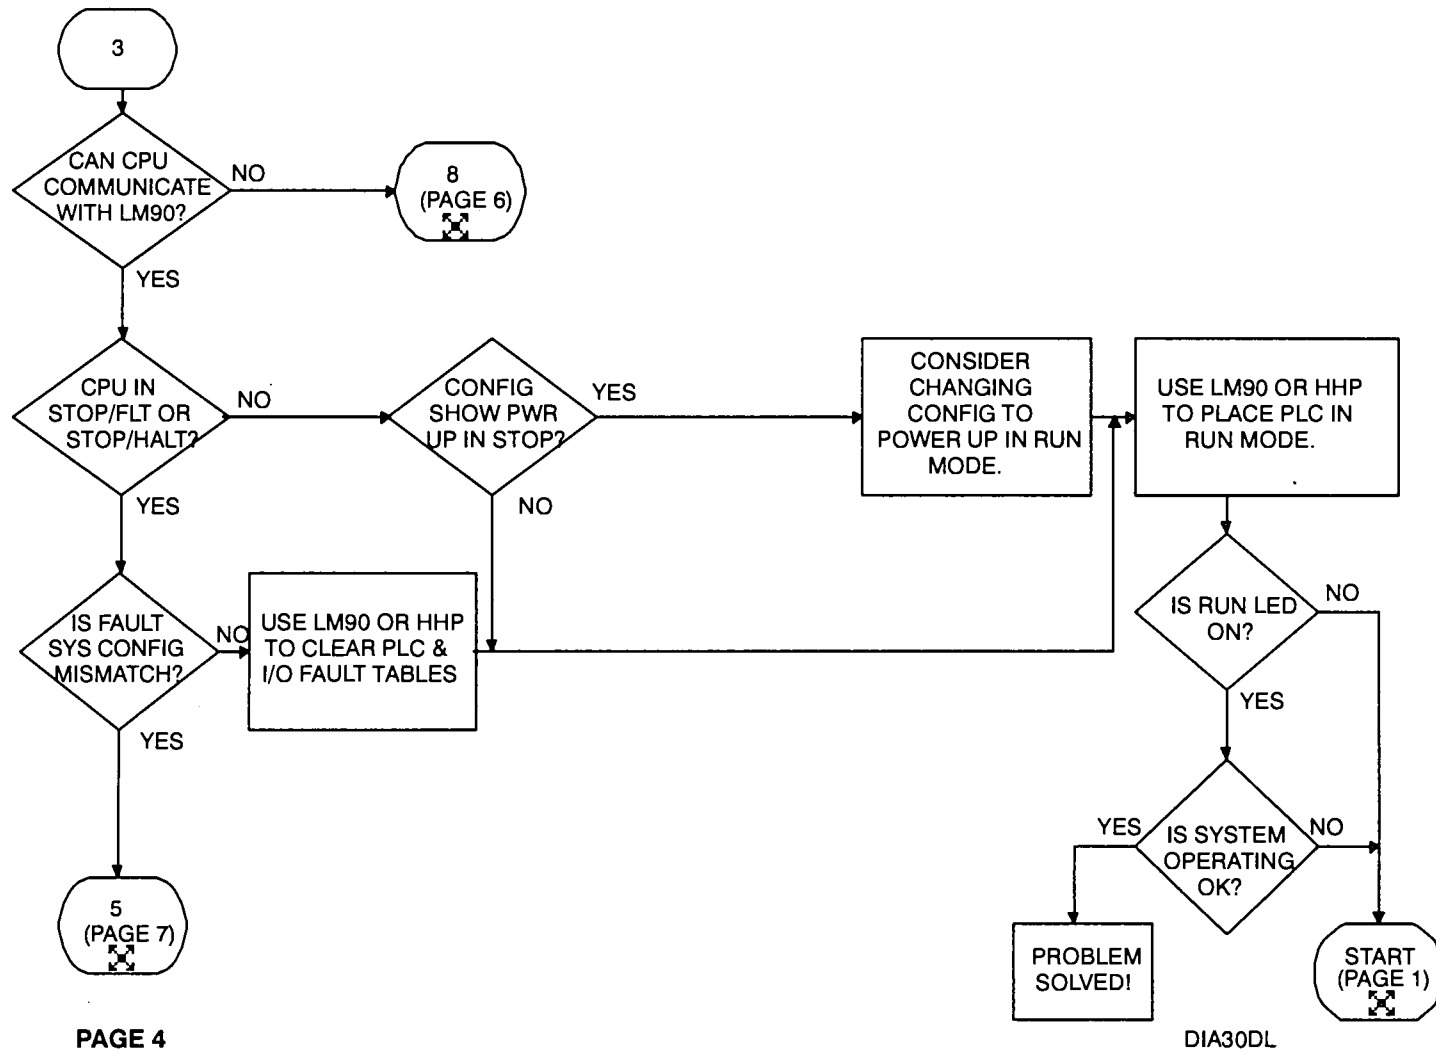 3
CAN CPU
COMMUNICATE
WITH LM90?
NO
8
(PAGE 6)
YES
CPU IN
STOP/FLT OR
STOP/HALT?
NO
CONFIG
SHOW PWR
UP IN STOP?
YES
CONSIDER
CHANGING
CONFIG TO
POWER UP IN RUN
MODE.
USE LM90 OR HHP
TO PLACE PLC IN
RUN MODE.
YES
NO
IS FAULT
SYS CONFIG
MISMATCH?
NO
USE LM90 OR HHP
TO CLEAR PLC &
I/O FAULT TABLES
IS RUN LED
ON?
NO
YES
YES
YES
IS SYSTEM
OPERATING
OK?
NO
5
(PAGE 7)
PROBLEM
SOLVED!
START
(PAGE 1)
PAGE 4
DIA30DL